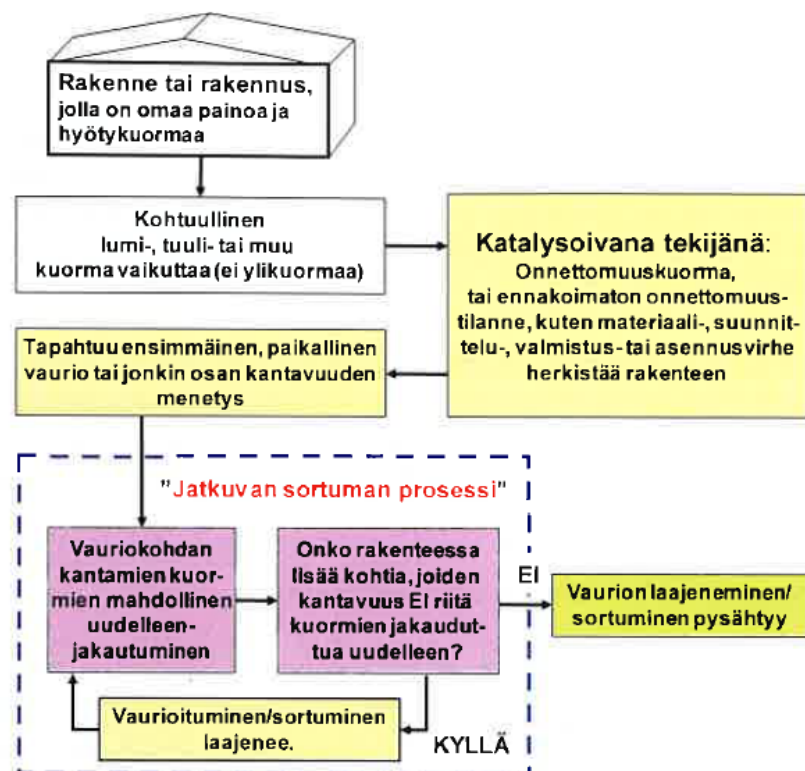 Rakenne tai rakennus,
jolla on omaa painoa ja
hyötykuormaa
Kohtuullinen
lumi-, tuuli- tai muu
kuorma vaikuttaa (ei ylikuormaa)
Katalysoivana tekijänä:
Onnettomuuskuorma,
tai ennakoimaton onnettomuus-
tilanne, kuten materiaali-, suunnit-
telu-, valmistus- tai asennusvirhe
herkistää rakenteen
Tapahtuu ensimmäinen, paikallinen
vaurio tai jonkin osan kantavuuden
menetys
"Jatkuvan sortuman prosessi"
Vauriokohdan
kantamien kuor-
mien mahdollinen
uudelleen-
jakautuminen
Onko rakenteessa
lisää kohtia, joiden
kantavuus EI riitä
kuormien jakaudut-
tua uudelleen?
EI
Vaurion laajeneminen/
sortuminen pysähtyy
Vaurioituminen/sortuminen
laajenee.
KYLLÄ